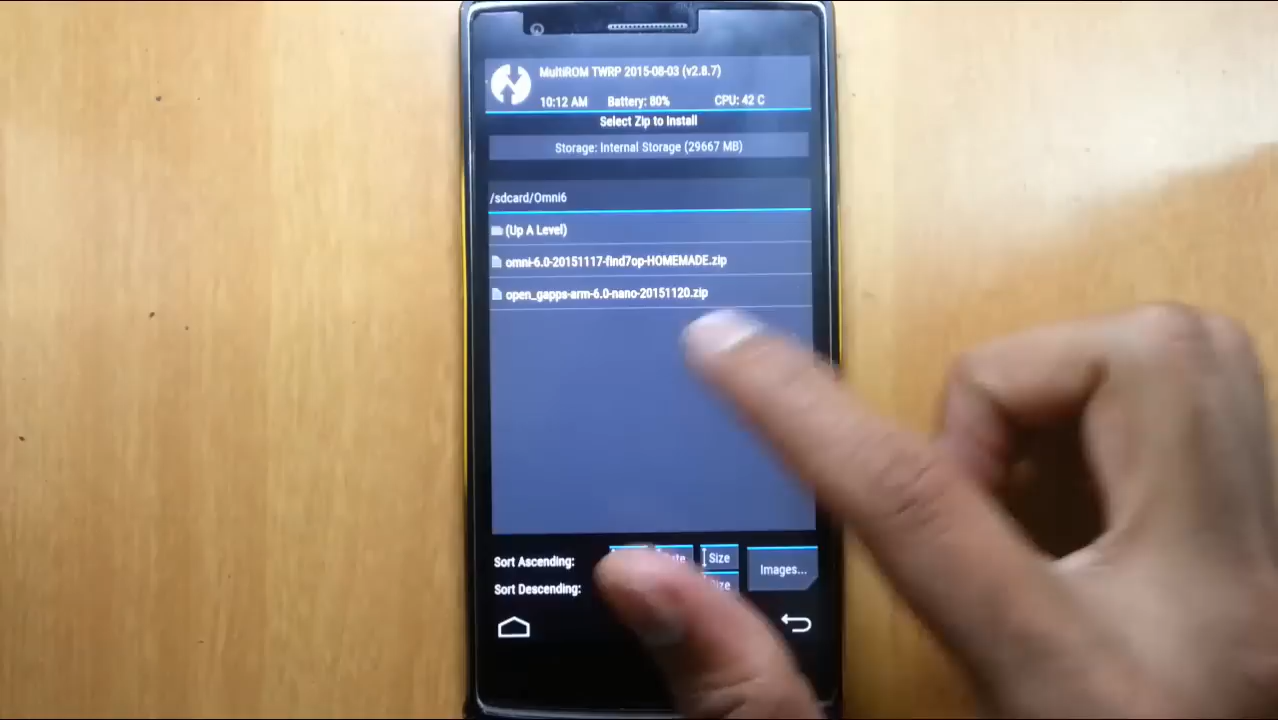 MultiROM TWRP 2015-08-03 (v2.8.7)
10:12 AM Battery: 80% CPU: 42 C
Select Zip to Install
Storage: Internal Storage (29667 MB)
/sdcard/Omni6
(Up A Level)
omni-6.0-20151117-find7op-HOMEMADE.zip
open_gapps-arm-6.0-nano-20151120.zip
Sort Ascending: Size
Images...
Sort Descending: